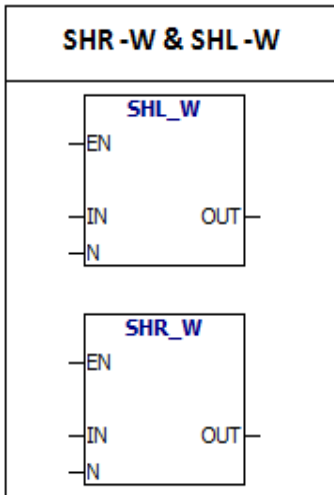 SHR -W & SHL -W
SHL_W
EN
IN OUT
N
SHR_W
EN
IN OUT
N